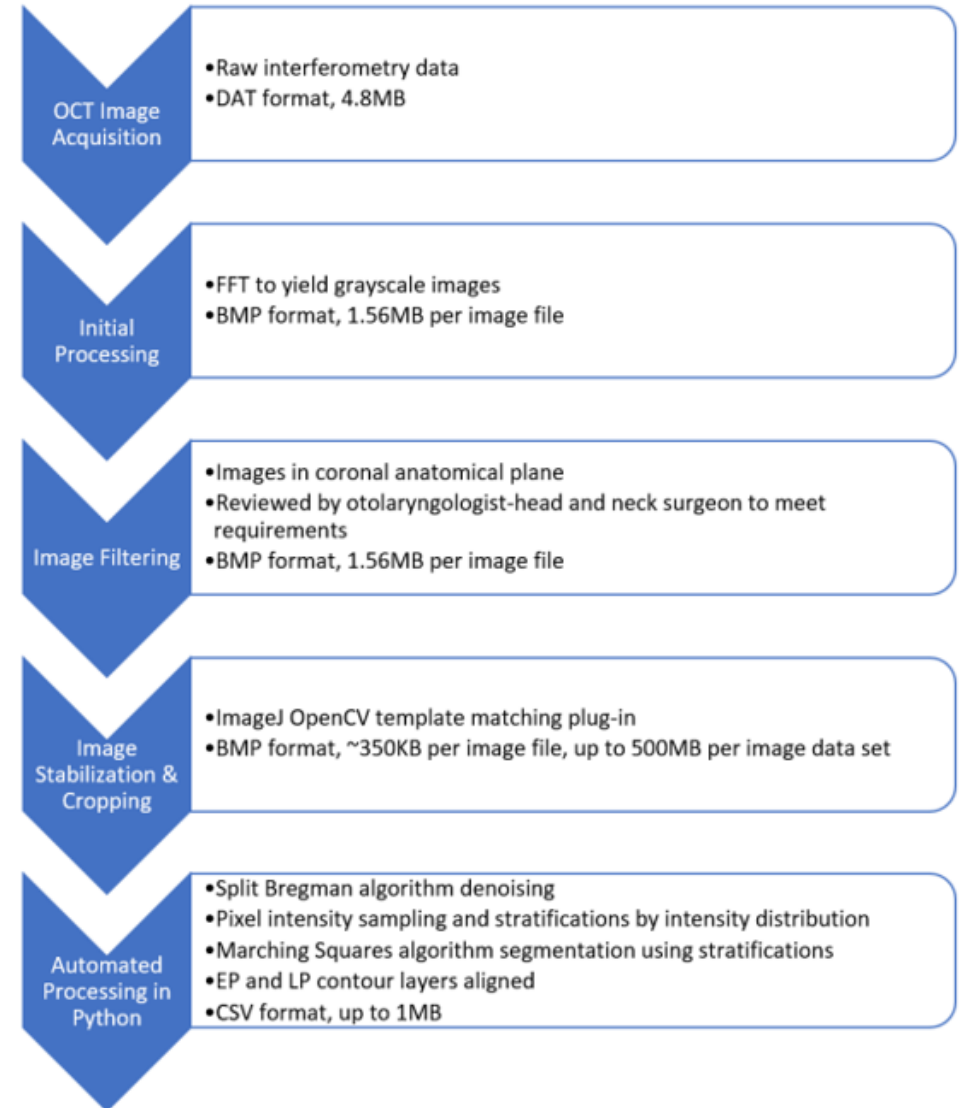 OCT Image
Acquisition
•Raw interferometry data
•DAT format, 4.8MB
Initial
Processing
•FFT to yield grayscale images
•BMP format, 1.56MB per image file
Image Filtering
•Images in coronal anatomical plane
•Reviewed by otolaryngologist-head and neck surgeon to meet
requirements
•BMP format, 1.56MB per image file
Image
Stabilization &
Cropping
•ImageJ OpenCV template matching plug-in
•BMP format, ~350KB per image file, up to 500MB per image data set
Automated
Processing in
Python
•Split Bregman algorithm denoising
•Pixel intensity sampling and stratifications by intensity distribution
•Marching Squares algorithm segmentation using stratifications
•EP and LP contour layers aligned
•CSV format, up to 1MB